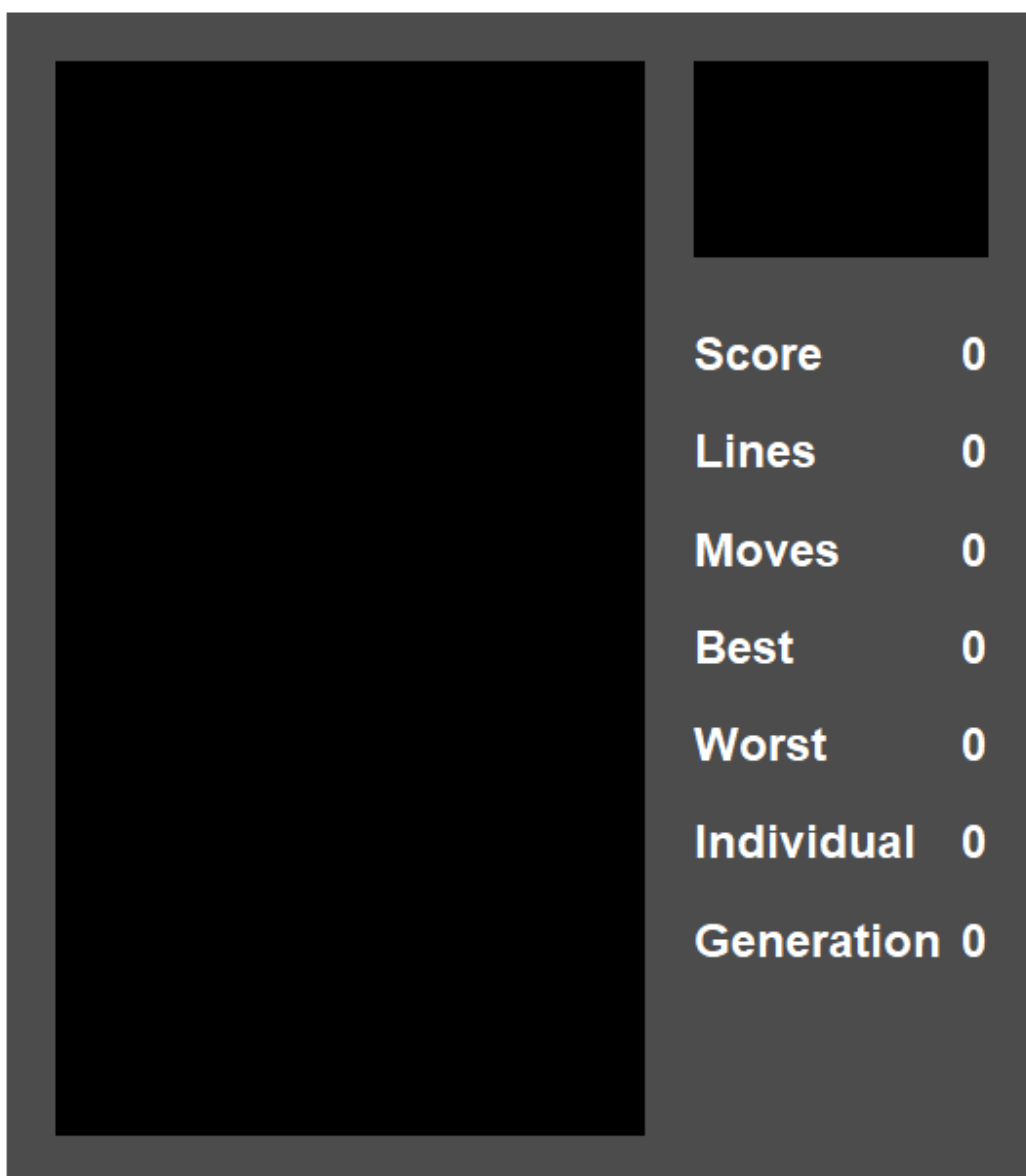 Score 0
Lines 0
Moves 0
Best 0
Worst 0
Individual 0
Generation 0